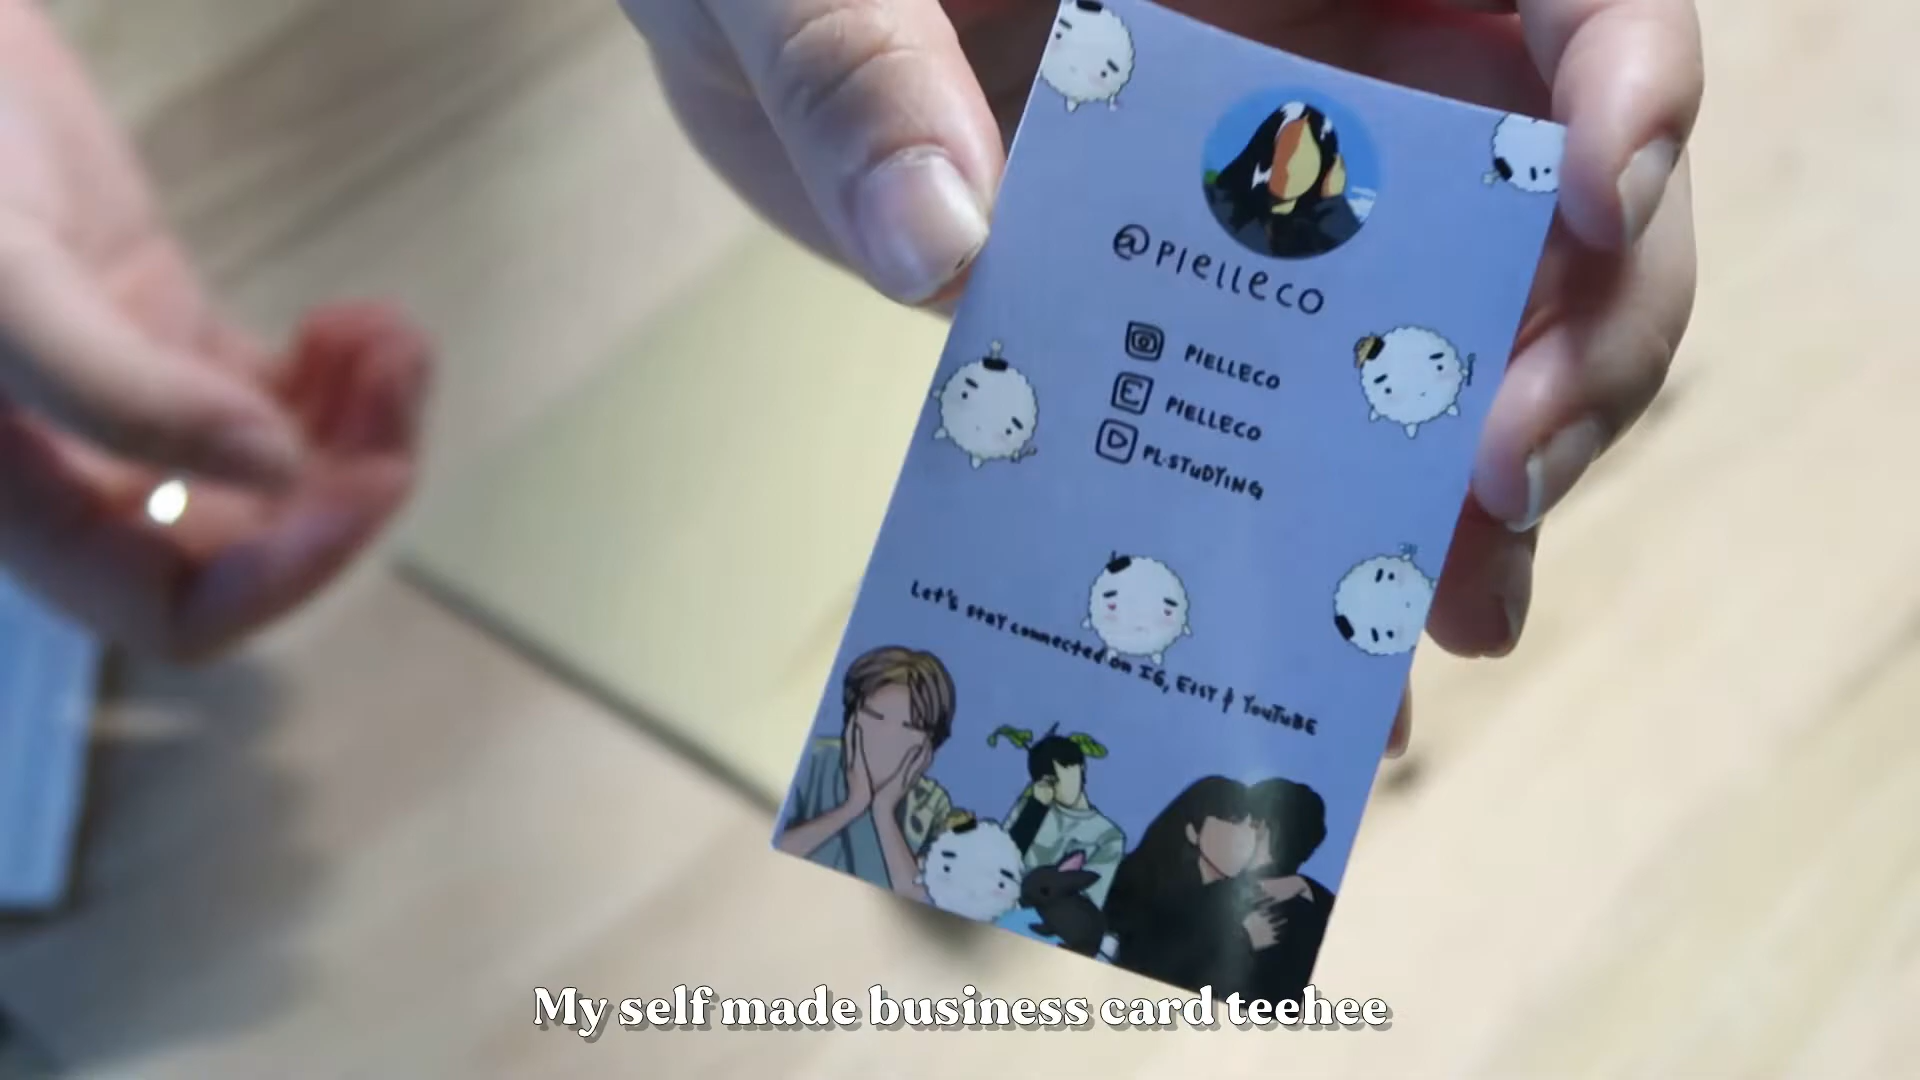 @PIelleco
PIELLECO
PIELLECO
PL.STUDYING
Let's stay connected on IG, ETSY & YOUTUBE
My self made business card teehee